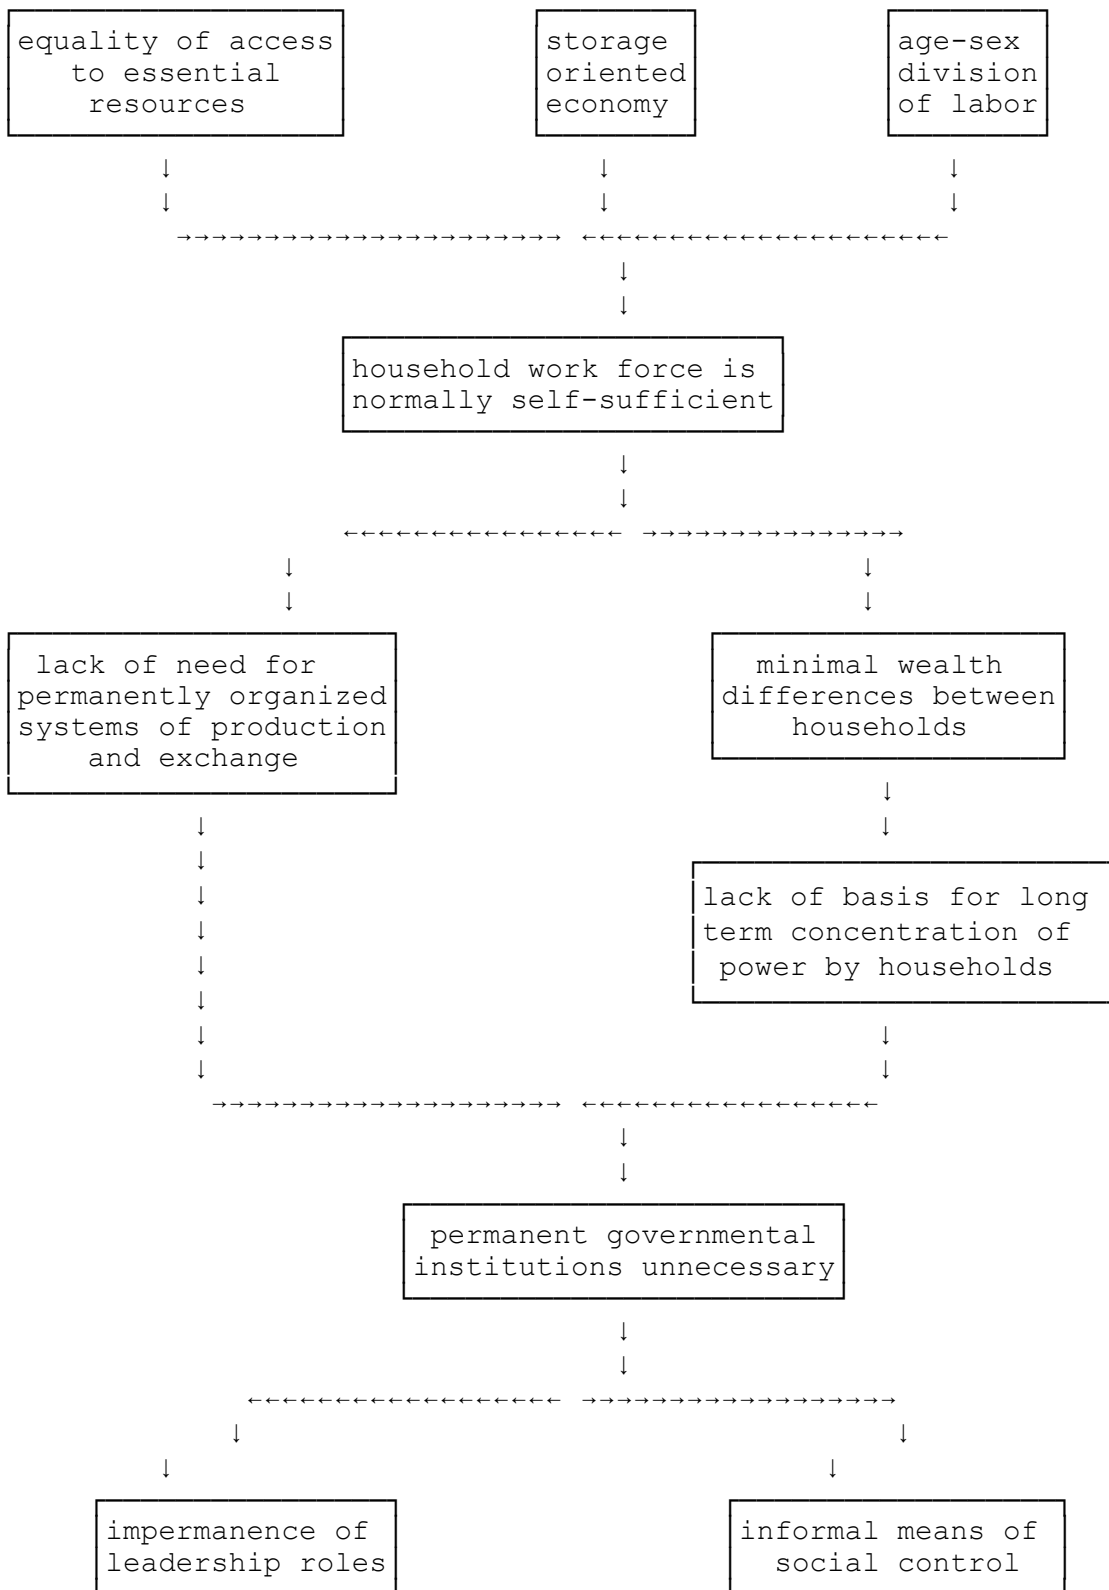 equality of access
to essential
resources
storage
oriented
economy
age-sex
division
of labor
household work force is
normally self-sufficient
lack of need for
permanently organized
systems of production
and exchange
minimal wealth
differences between
households
lack of basis for long
term concentration of
power by households
permanent governmental
institutions unnecessary
impermanence of
leadership roles
informal means of
social control